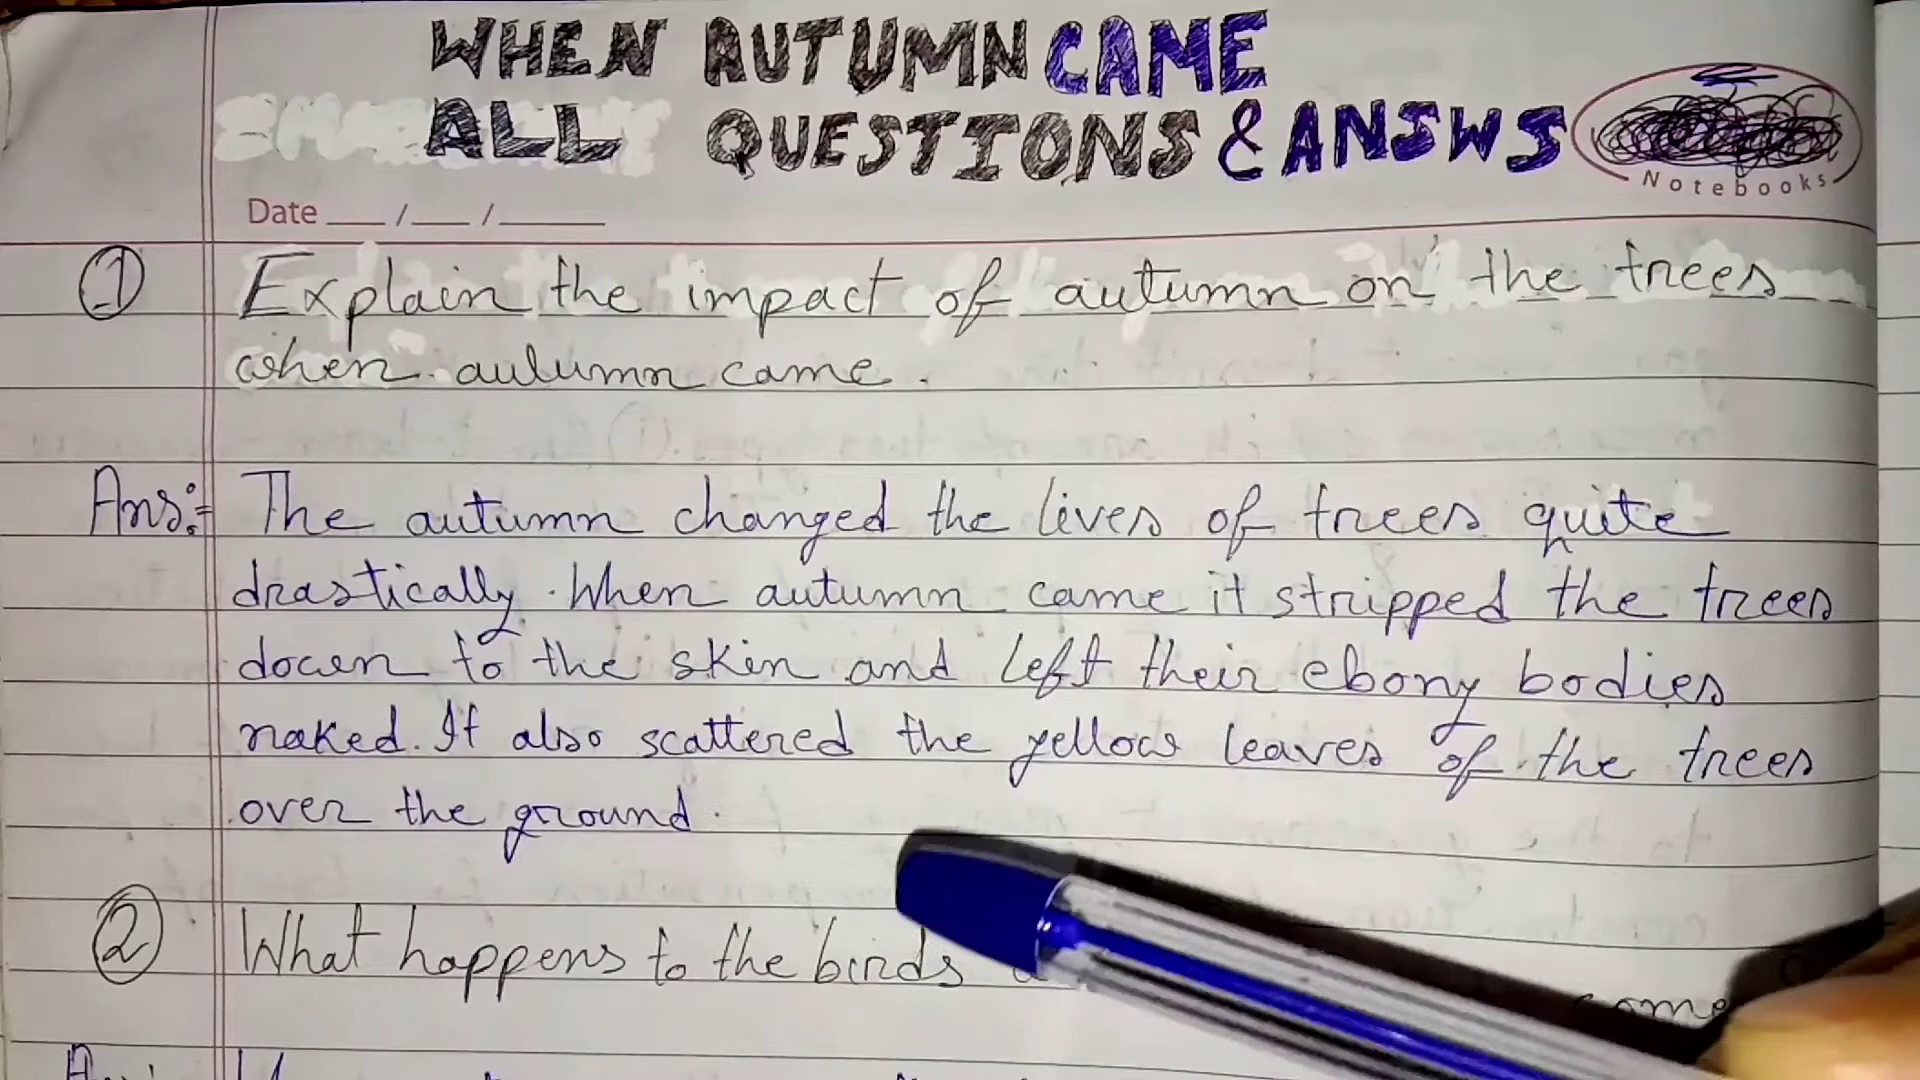 WHEN AUTUMN CAME
ALL QUESTIONS & ANSWS
Notebooks
Date __/__/____
1 Explain the impact of autumn on the trees
when autumn came.
Ans:- The autumn changed the lives of trees quite
drastically. When autumn came it stripped the trees
down to the skin and left their ebony bodies
naked. It also scattered the yellow leaves of the trees
over the ground.
2 What happens to the birds